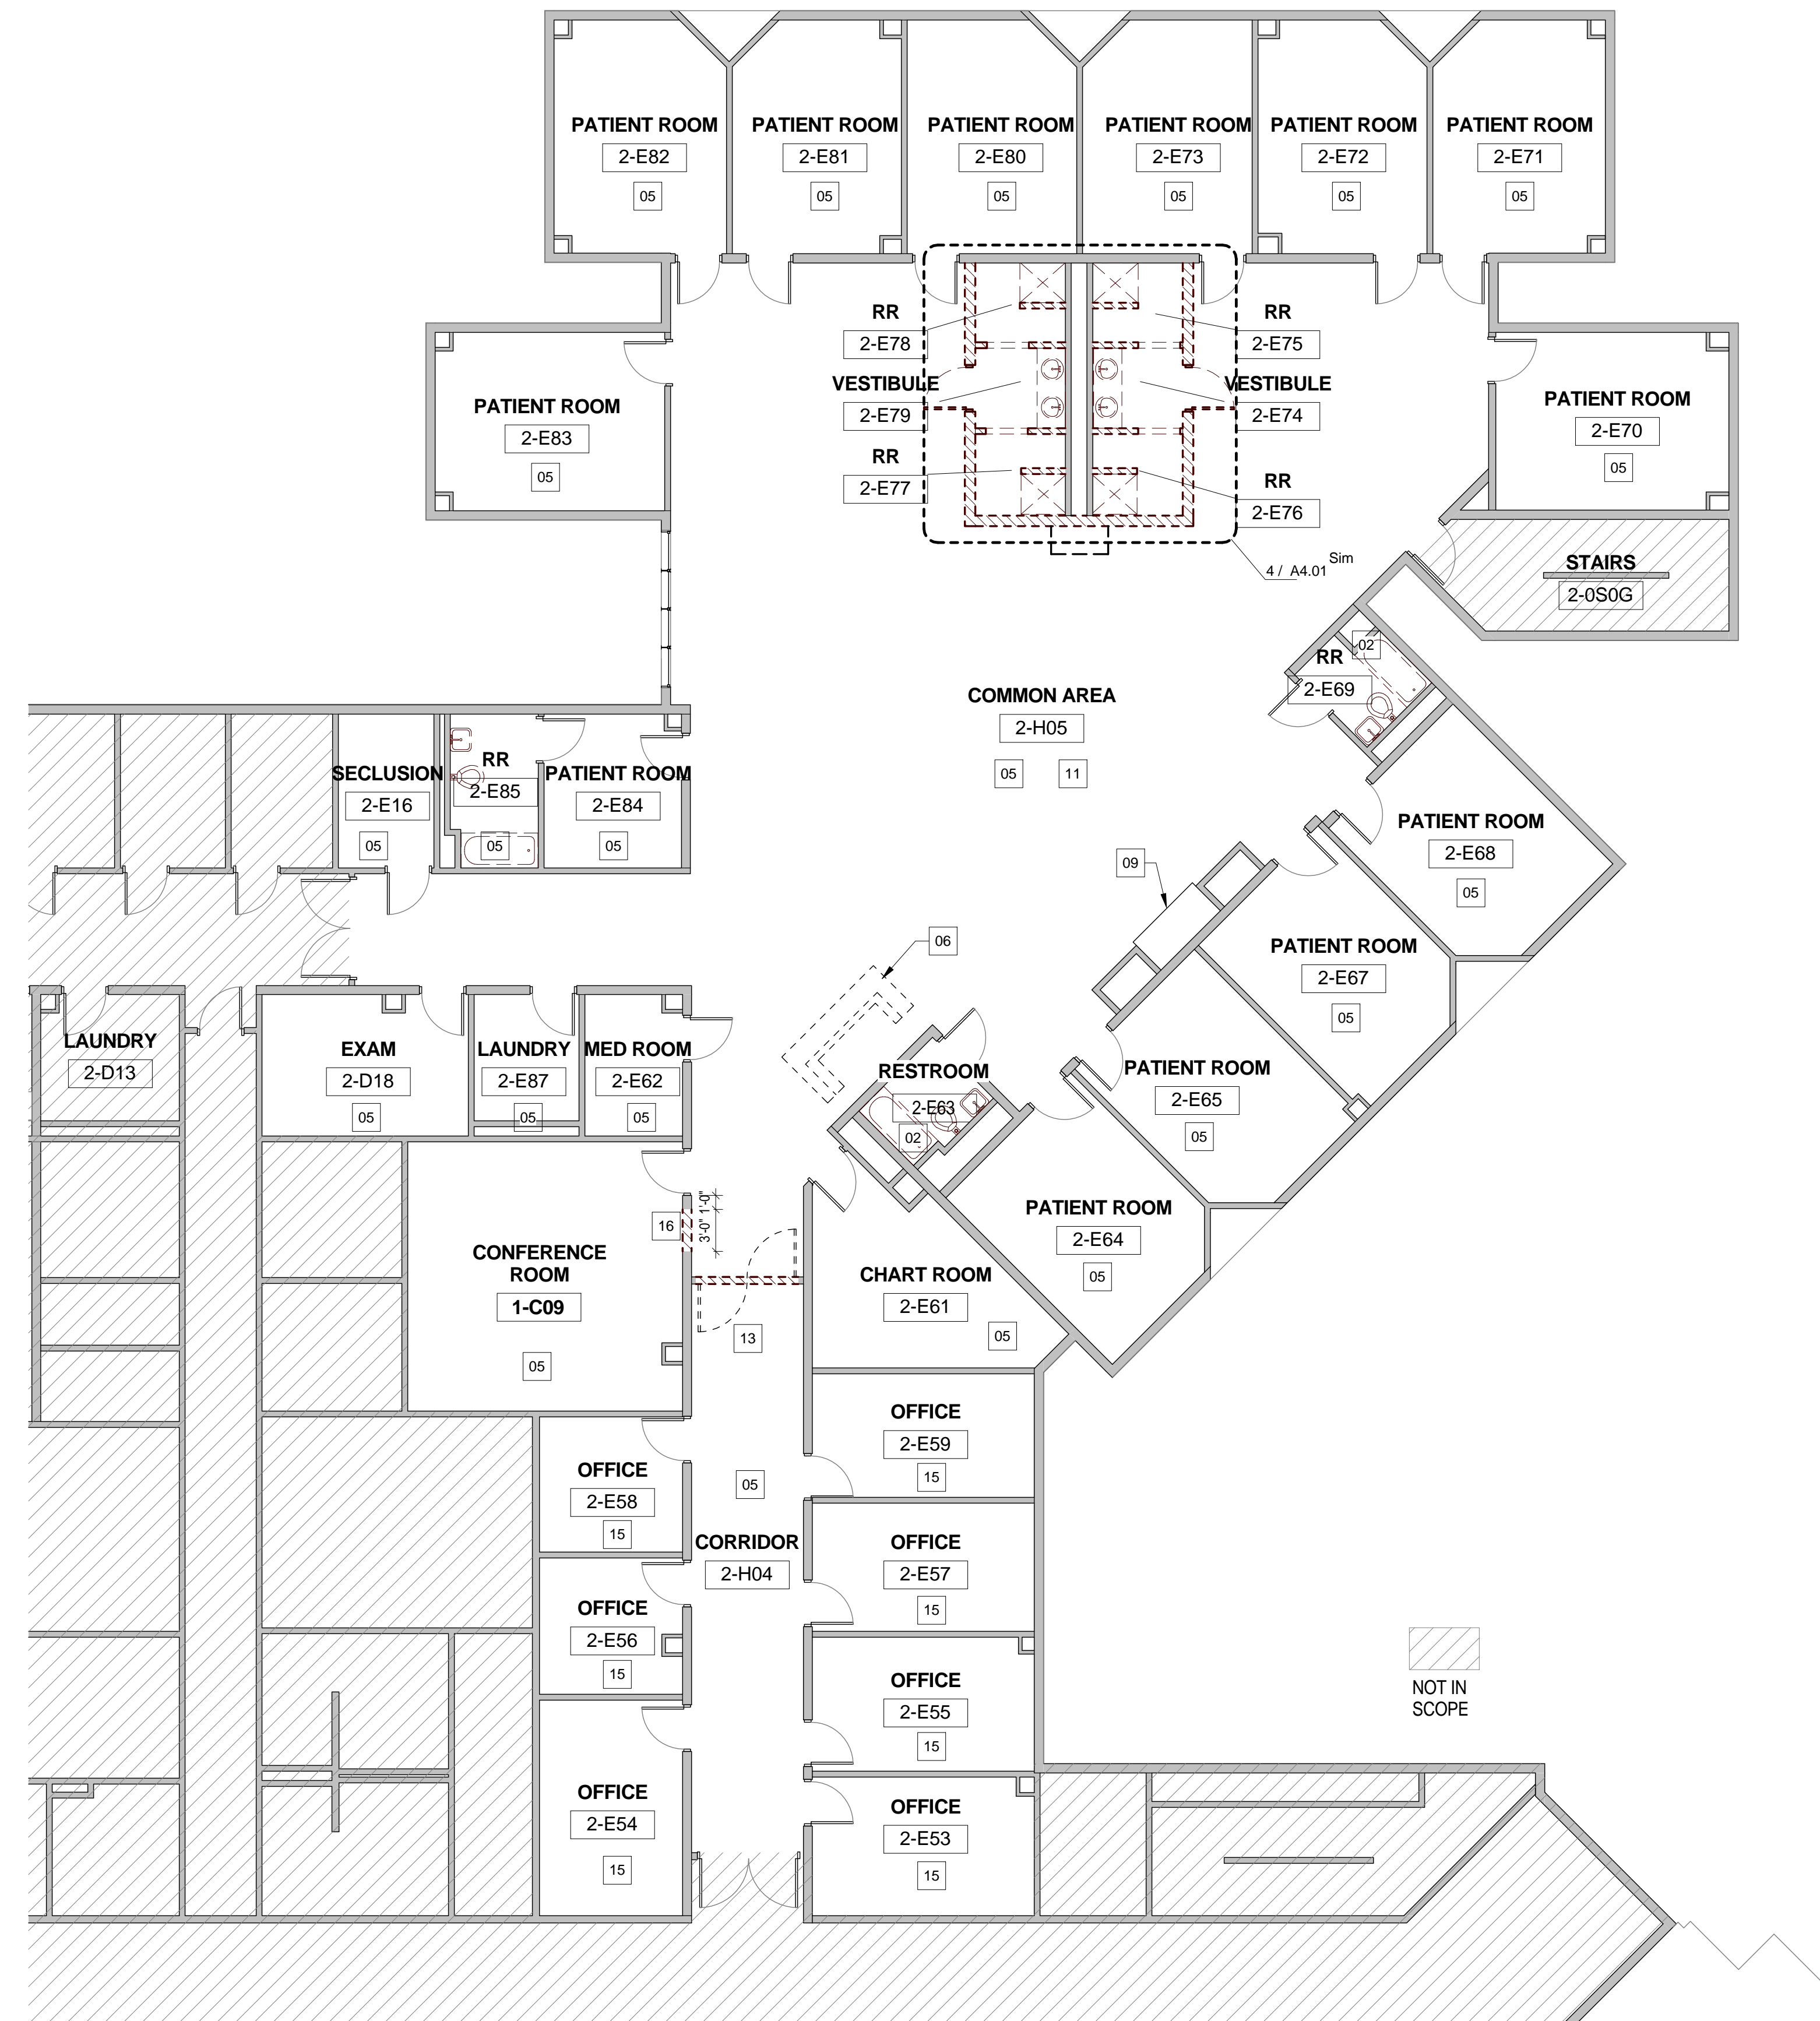 PATIENT ROOM
2-E82
05
PATIENT ROOM
2-E81
05
PATIENT ROOM
2-E80
05
PATIENT ROOM
2-E73
05
PATIENT ROOM
2-E72
05
PATIENT ROOM
2-E71
05
RR
2-E78
RR
2-E75
VESTIBULE
2-E79
VESTIBULE
2-E74
RR
2-E77
RR
2-E76
4 / A4.01
Sim
PATIENT ROOM
2-E83
05
PATIENT ROOM
2-E70
05
STAIRS
2-0S0G
02
RR
2-E69
COMMON AREA
2-H05
05
11
SECLUSION
2-E16
05
RR
2-E85
05
PATIENT ROOM
2-E84
05
PATIENT ROOM
2-E68
05
09
06
PATIENT ROOM
2-E67
05
LAUNDRY
2-D13
EXAM
2-D18
05
LAUNDRY
2-E87
05
MED ROOM
2-E62
05
RESTROOM
2-E63
02
PATIENT ROOM
2-E65
05
PATIENT ROOM
2-E64
05
16
1'-0"
3'-0"
CONFERENCE
ROOM
1-C09
05
13
CHART ROOM
2-E61
05
OFFICE
2-E59
15
OFFICE
2-E58
15
05
CORRIDOR
2-H04
OFFICE
2-E57
15
OFFICE
2-E56
15
OFFICE
2-E55
15
OFFICE
2-E54
15
OFFICE
2-E53
15
NOT IN
SCOPE